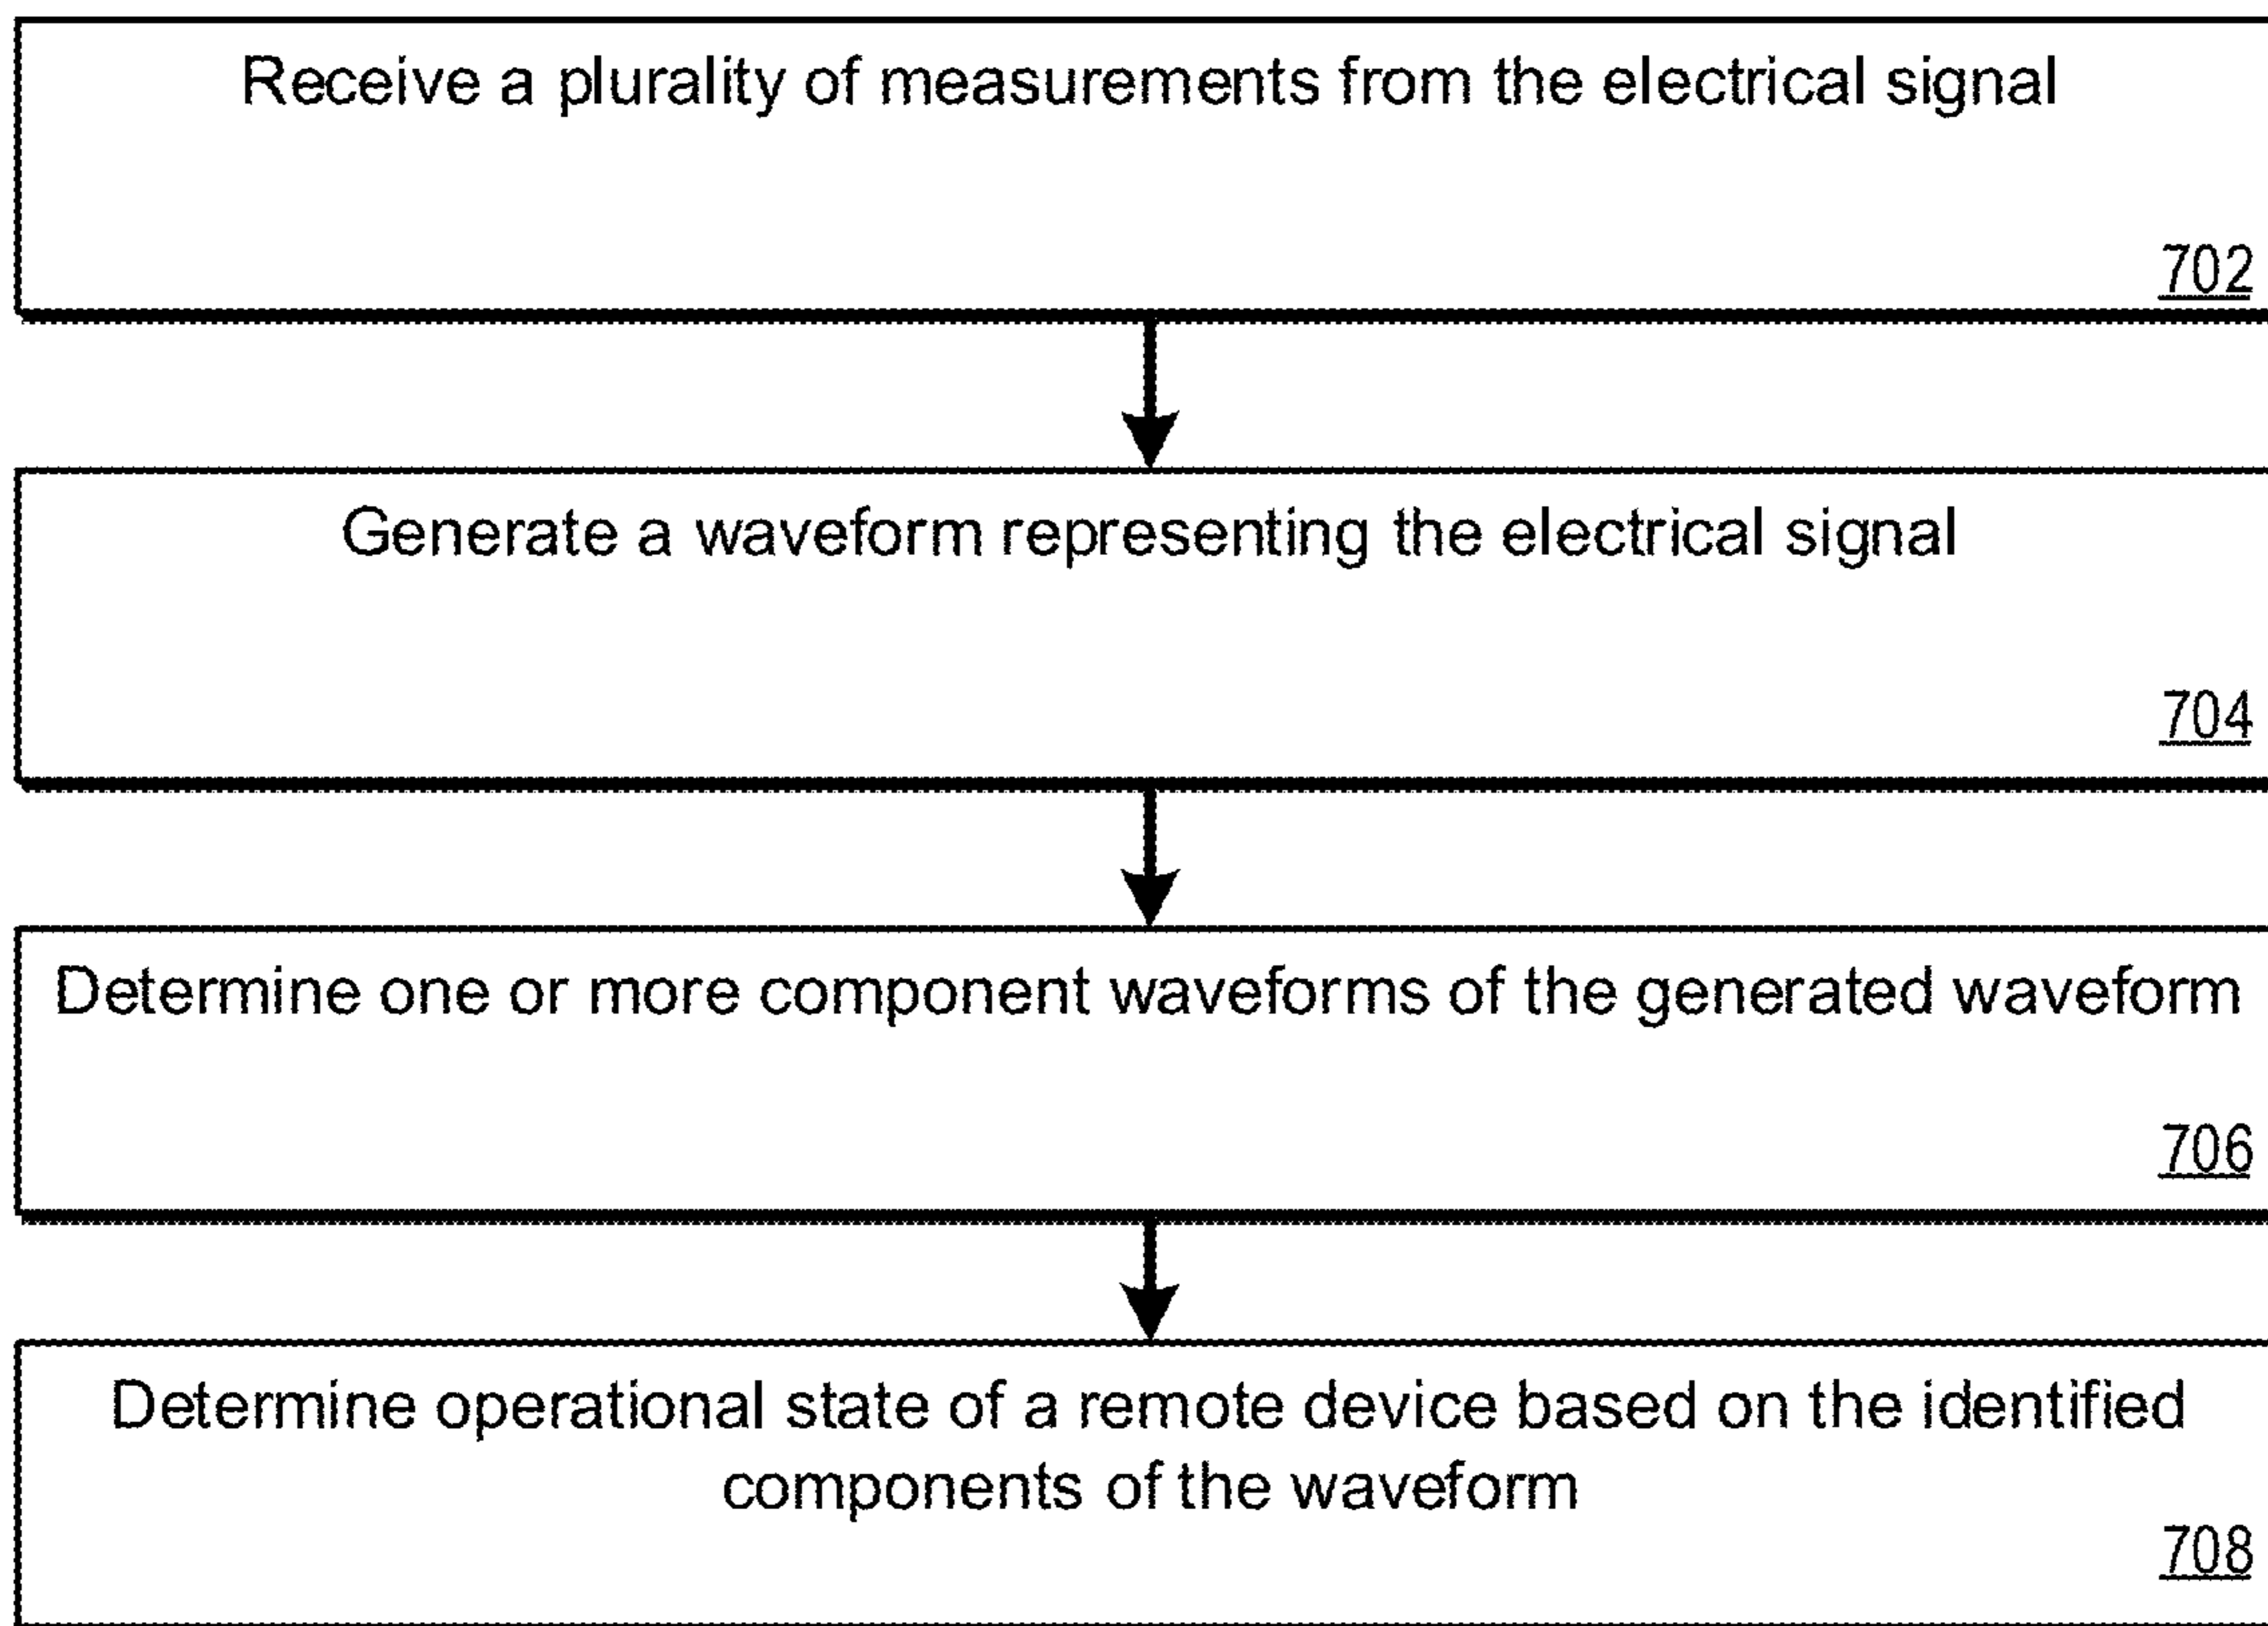 Receive a plurality of measurements from the electrical signal
702
Generate a waveform representing the electrical signal
704
Determine one or more component waveforms of the generated waveform
706
Determine operational state of a remote device based on the identified
components of the waveform
708